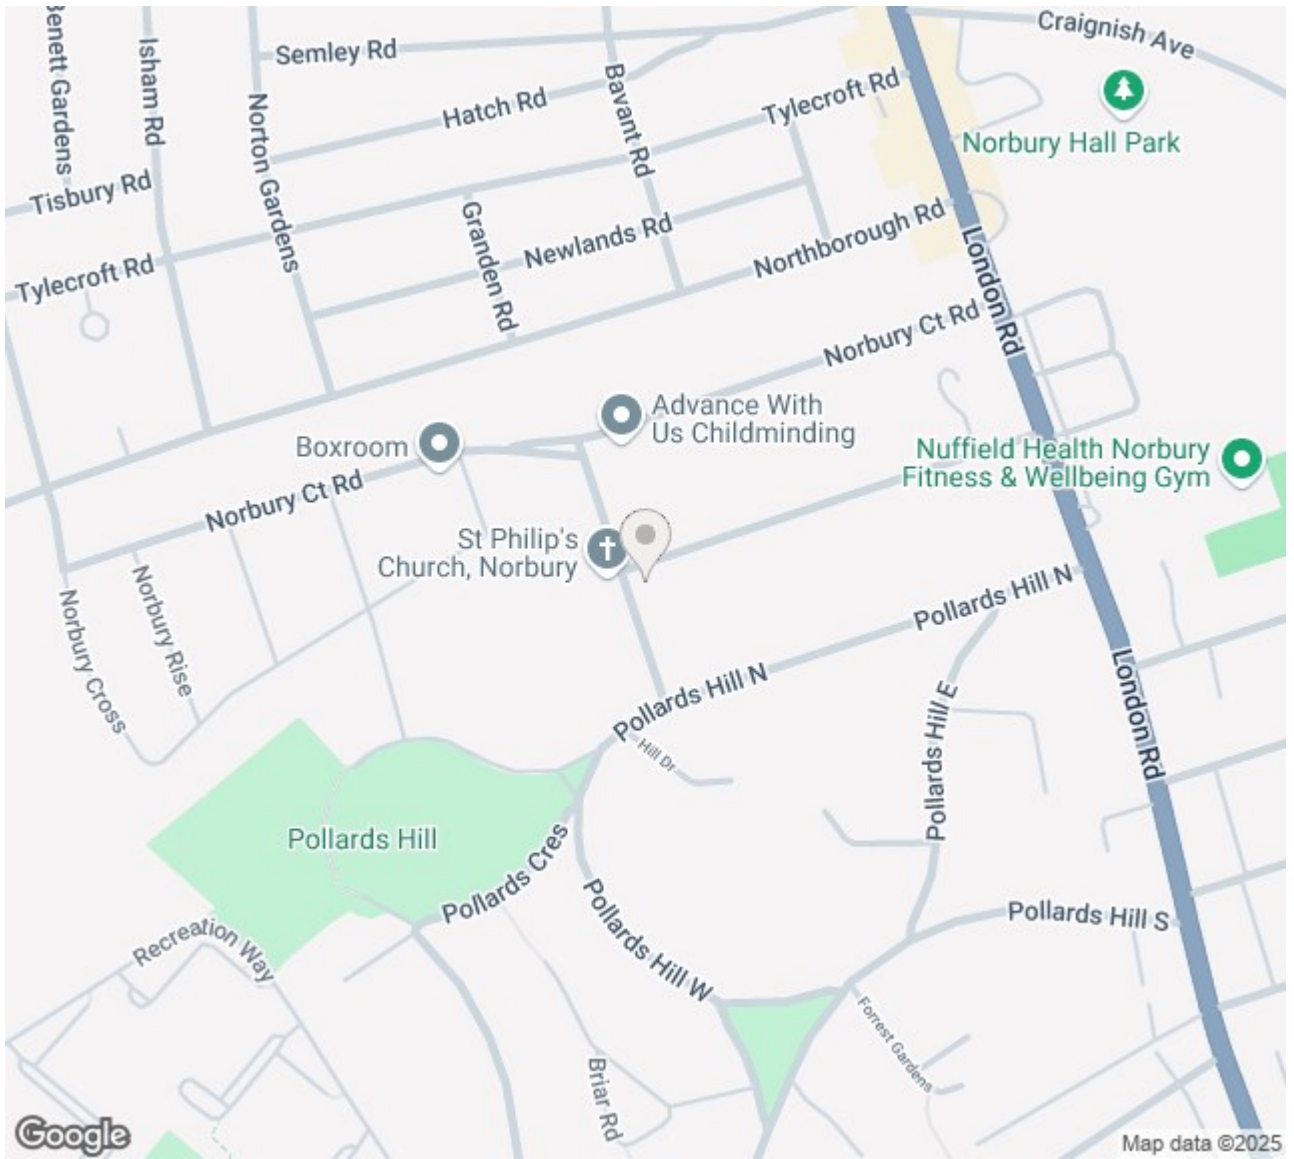 Benett Gardens
Isham Rd
Semley Rd
Norton Gardens
Hatch Rd
Bavant Rd
Tylecroft Rd
Craignish Ave
Norbury Hall Park
Tisbury Rd
Granden Rd
Newlands Rd
Northborough Rd
Tylecroft Rd
London Rd
Norbury Ct Rd
Advance With
Us Childminding
Boxroom
Nuffield Health Norbury
Fitness & Wellbeing Gym
Norbury Ct Rd
St Philip's
Church, Norbury
Norbury Cross
Norbury Rise
Pollards Hill N
Pollards Hill N
Hill Dr
Pollards Hill E
London Rd
Pollards Hill
Pollards Cres
Pollards Hill W
Pollards Hill S
Recreation Way
Forrest Gardens
Briar Rd
Google
Map data ©2025